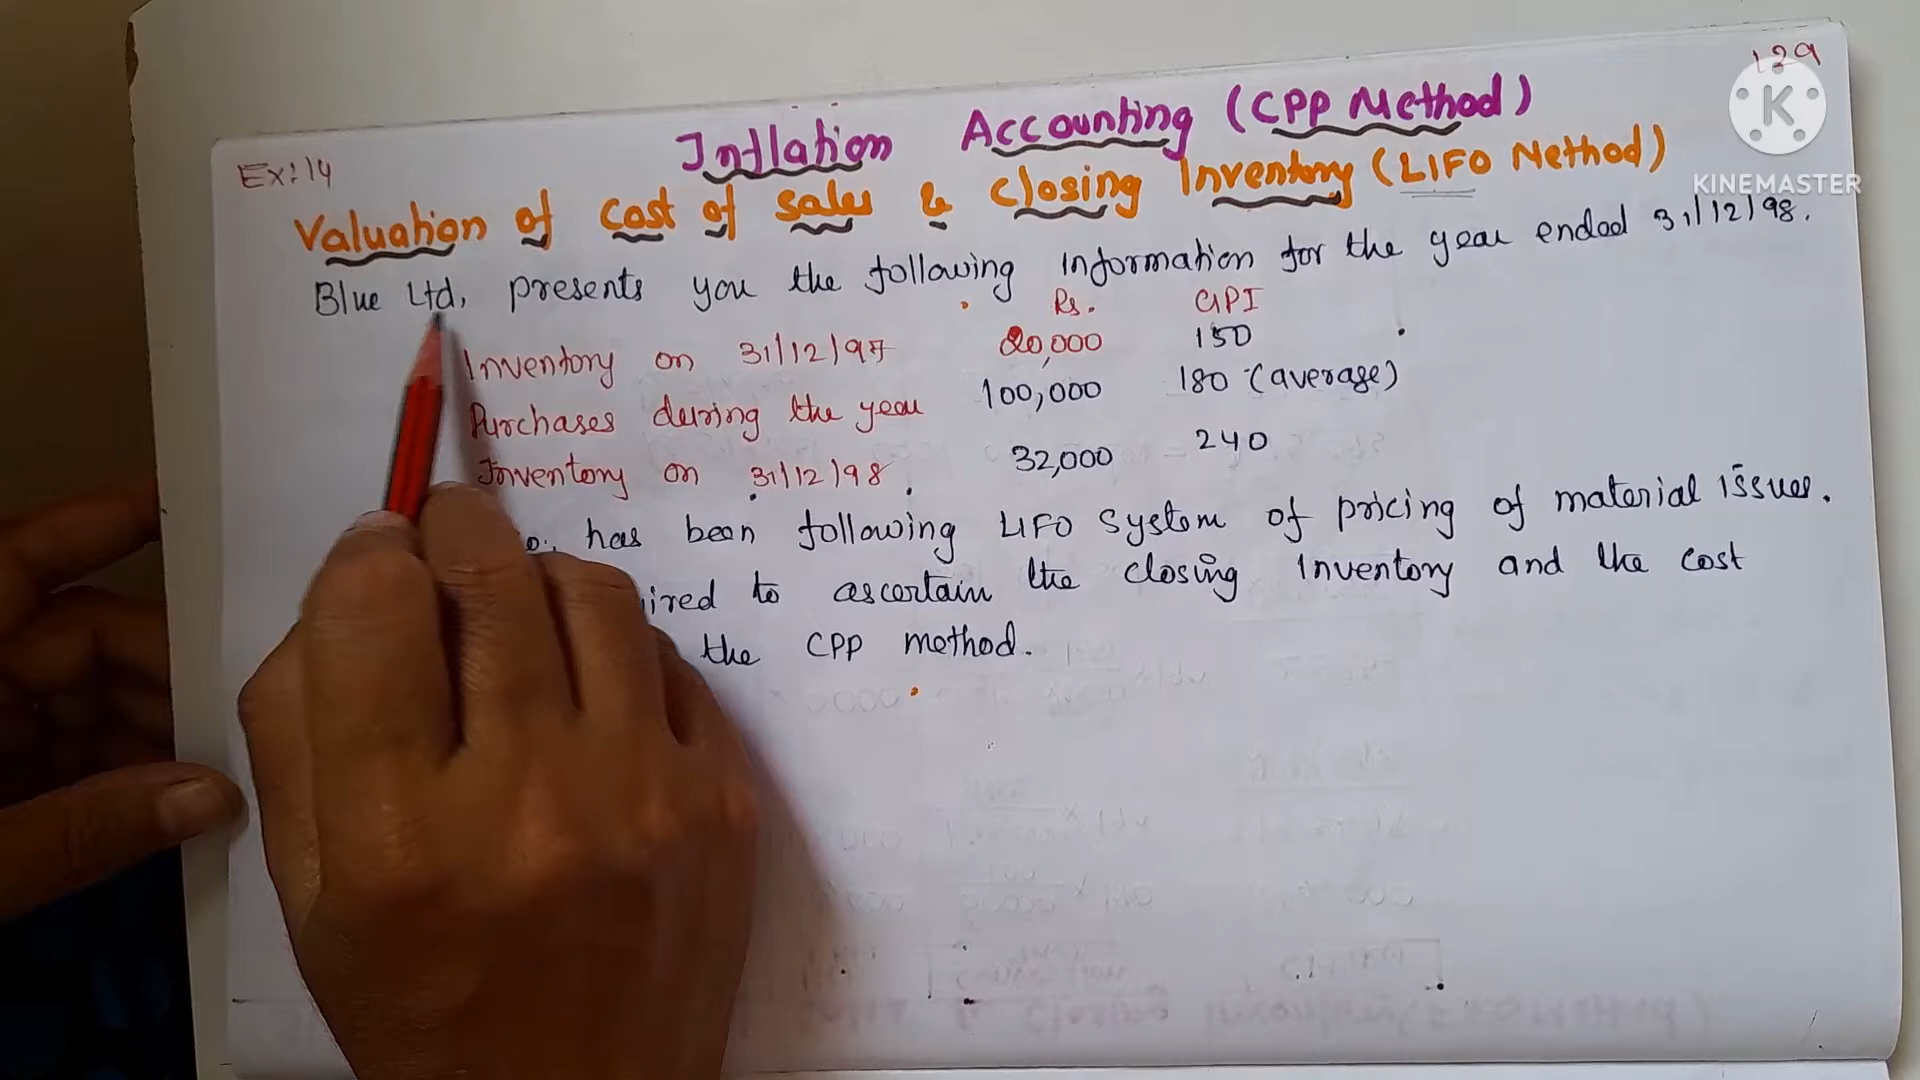 129
KINEMASTER
Inflation Accounting (CPP Method)
Ex:14
Valuation of cost of sales & closing Inventory (LIFO Method)
Blue Ltd, presents you the following information for the year ended 31/12/98.
Rs. GPI
Inventory on 31/12/97 20,000 150
Purchases during the year 100,000 180 (average)
Inventory on 31/12/98 32,000 240
has been following LIFO system of pricing of material issues.
to ascertain the closing inventory and the cost
the CPP method.